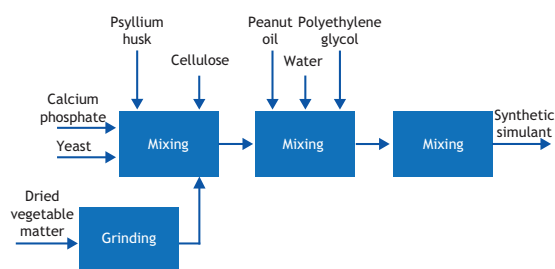 Psyllium
husk
Peanut
oil
Polyethylene
glycol
Cellulose
Water
Calcium
phosphate
Yeast
Mixing
Mixing
Mixing
Synthetic
simulant
Dried
vegetable
matter
Grinding